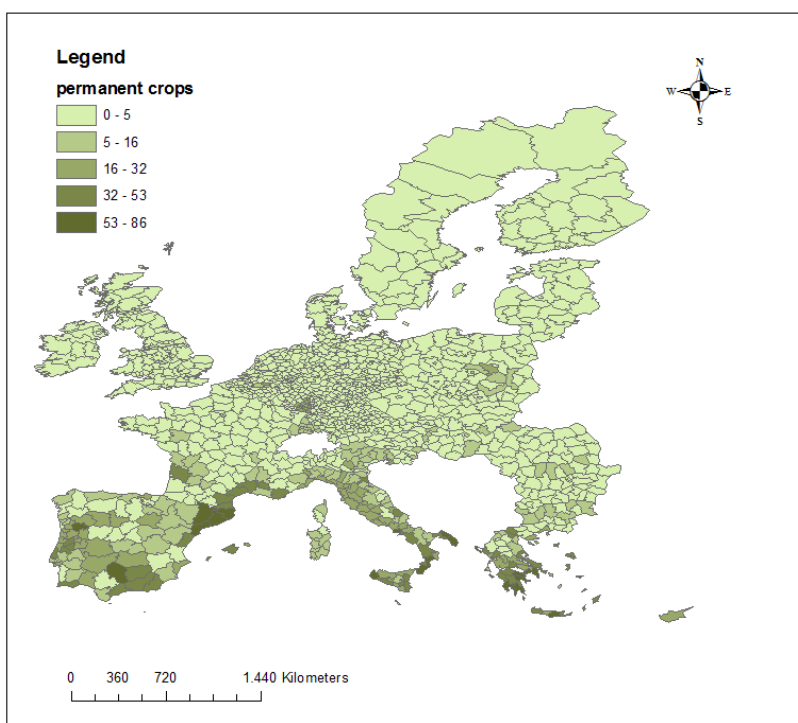 Legend
permanent crops
0 - 5
5 - 16
16 - 32
32 - 53
53 - 86
N
W E
S
0 360 720 1.440 Kilometers